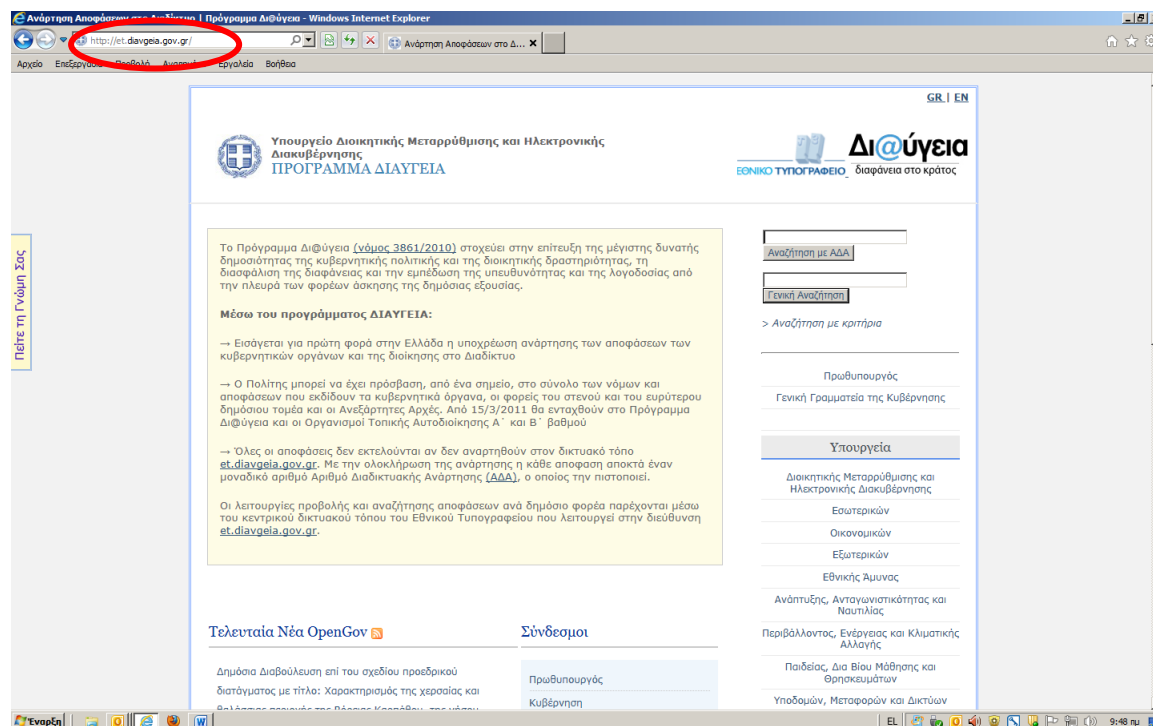 Ανάρτηση Αποφάσεων στο Διαδίκτυο | Πρόγραμμα Δι@ύγεια - Windows Internet Explorer
http://et.diavgeia.gov.gr/
Ανάρτηση Αποφάσεων στο Δ...
Αρχείο Επεξεργασία Προβολή Εργαλεία Βοήθεια
GR | EN
Υπουργείο Διοικητικής Μεταρρύθμισης και Ηλεκτρονικής
Διακυβέρνησης
ΠΡΟΓΡΑΜΜΑ ΔΙΑΥΓΕΙΑ
ΕΘΝΙΚΟ ΤΥΠΟΓΡΑΦΕΙΟ
Δι@ύγεια
διαφάνεια στο κράτος
Πείτε τη Γνώμη Σας
Το Πρόγραμμα Δι@ύγεια (νόμος 3861/2010) στοχεύει στην επίτευξη της μέγιστης δυνατής
δημοσιότητας της κυβερνητικής πολιτικής και της διοικητικής δραστηριότητας, τη
διασφάλιση της διαφάνειας και την εμπέδωση της υπευθυνότητας και της λογοδοσίας από
την πλευρά των φορέων άσκησης της δημόσιας εξουσίας.
Μέσω του προγράμματος ΔΙΑΥΓΕΙΑ:
→ Εισάγεται για πρώτη φορά στην Ελλάδα η υποχρέωση ανάρτησης των αποφάσεων των
κυβερνητικών οργάνων και της διοίκησης στο Διαδίκτυο
→ Ο Πολίτης μπορεί να έχει πρόσβαση, από ένα σημείο, στο σύνολο των νόμων και
αποφάσεων που εκδίδουν τα κυβερνητικά όργανα, οι φορείς του στενού και του ευρύτερου
δημόσιου τομέα και οι Ανεξάρτητες Αρχές. Από 15/3/2011 θα ενταχθούν στο Πρόγραμμα
Δι@ύγεια και οι Οργανισμοί Τοπικής Αυτοδιοίκησης Α΄ και Β΄ βαθμού
→ Όλες οι αποφάσεις δεν εκτελούνται αν δεν αναρτηθούν στον δικτυακό τόπο
et.diavgeia.gov.gr. Με την ολοκλήρωση της ανάρτησης η κάθε αποφαση αποκτά έναν
μοναδικό αριθμό Αριθμό Διαδικτυακής Ανάρτησης (ΑΔΑ), ο οποίος την πιστοποιεί.
Οι λειτουργίες προβολής και αναζήτησης αποφάσεων ανά δημόσιο φορέα παρέχονται μέσω
του κεντρικού δικτυακού τόπου του Εθνικού Τυπογραφείου που λειτουργεί στην διεύθυνση
et.diavgeia.gov.gr.
Αναζήτηση με ΑΔΑ
Γενική Αναζήτηση
> Αναζήτηση με κριτήρια
Πρωθυπουργός
Γενική Γραμματεία της Κυβέρνησης
Υπουργεία
Διοικητικής Μεταρρύθμισης και
Ηλεκτρονικής Διακυβέρνησης
Εσωτερικών
Οικονομικών
Εξωτερικών
Εθνικής Άμυνας
Ανάπτυξης, Ανταγωνιστικότητας και
Ναυτιλίας
Περιβάλλοντος, Ενέργειας και Κλιματικής
Αλλαγής
Παιδείας, Δια Βίου Μάθησης και
Θρησκευμάτων
Υποδομών, Μεταφορών και Δικτύων
Τελευταία Νέα OpenGov
Δημόσια Διαβούλευση επί του σχεδίου προεδρικού
διατάγματος με τίτλο: Χαρακτηρισμός της χερσαίας και
θαλάσσιας περιοχής της Βόρειας Καρπάθου, της νήσου
Σύνδεσμοι
Πρωθυπουργός
Κυβέρνηση
Έναρξη
EL
9:48 πμ